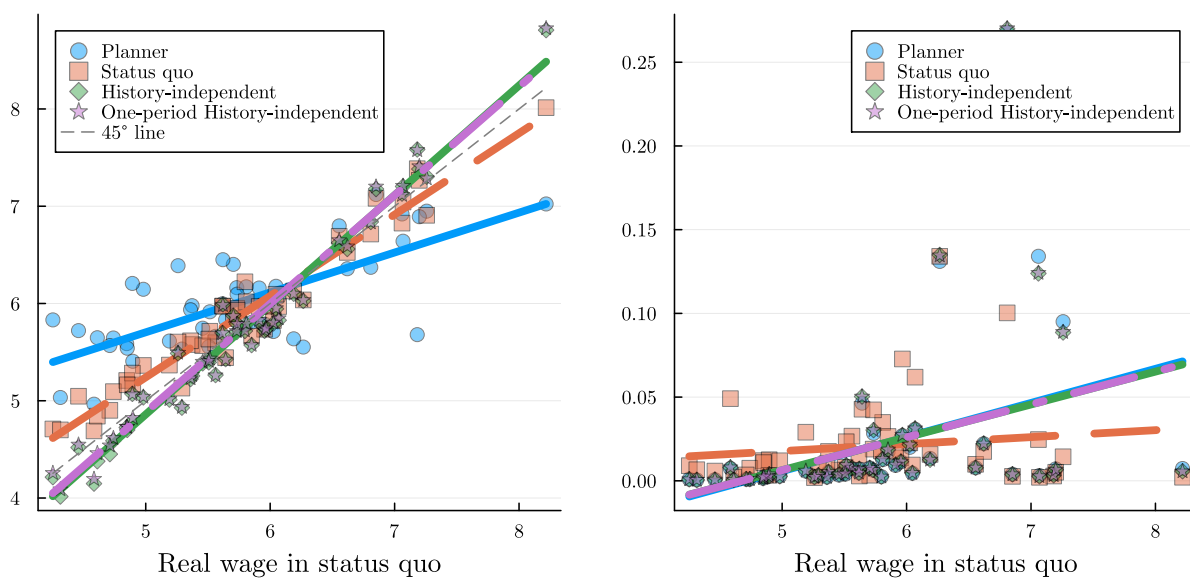 Planner
Status quo
History-independent
One-period History-independent
45° line
8
7
6
5
4
5
6
7
8
Real wage in status quo
Planner
Status quo
History-independent
One-period History-independent
0.25
0.20
0.15
0.10
0.05
0.00
5
6
7
8
Real wage in status quo